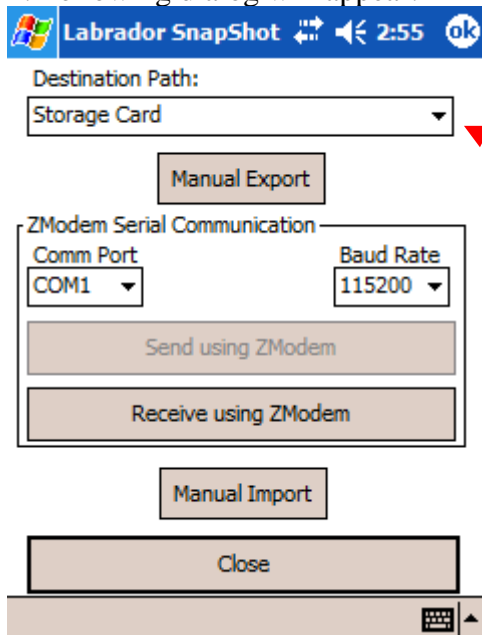 Labrador SnapShot 2:55 ok
Destination Path:
Storage Card
Manual Export
ZModem Serial Communication
Comm Port Baud Rate
COM1 115200
Send using ZModem
Receive using ZModem
Manual Import
Close